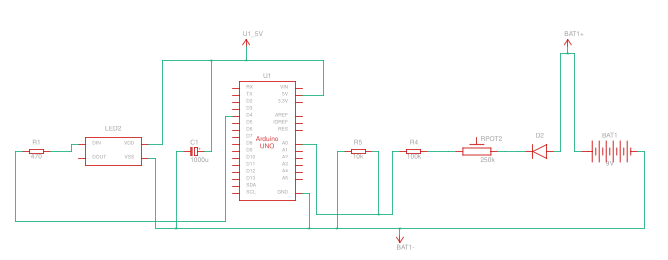 U1_5V
BAT1+
U1
RX
TX
D2
D3
D4
D5
D6
D7
D8
D9
D10
D11
D12
D13
SDA
SCL
VIN
5V
3.3V
AREF
IOREF
RES
A0
A1
A2
A3
A4
A5
GND
Arduino
UNO
LED2
DIN
DOUT
VDD
VSS
R1
470
C1
1000u
R5
10k
R4
100k
RPOT2
250k
D2
BAT1
9V
BAT1-